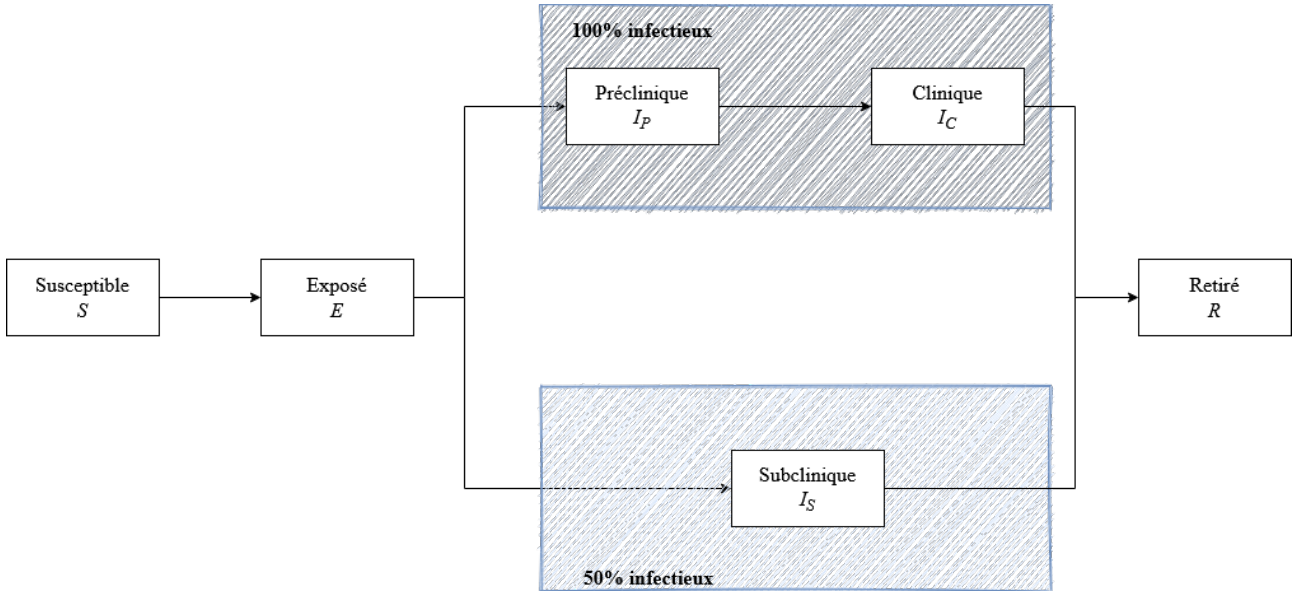 100% infectieux
Préclinique
I_P
Clinique
I_C
Susceptible
S
Exposé
E
Retiré
R
Subclinique
I_S
50% infectieux